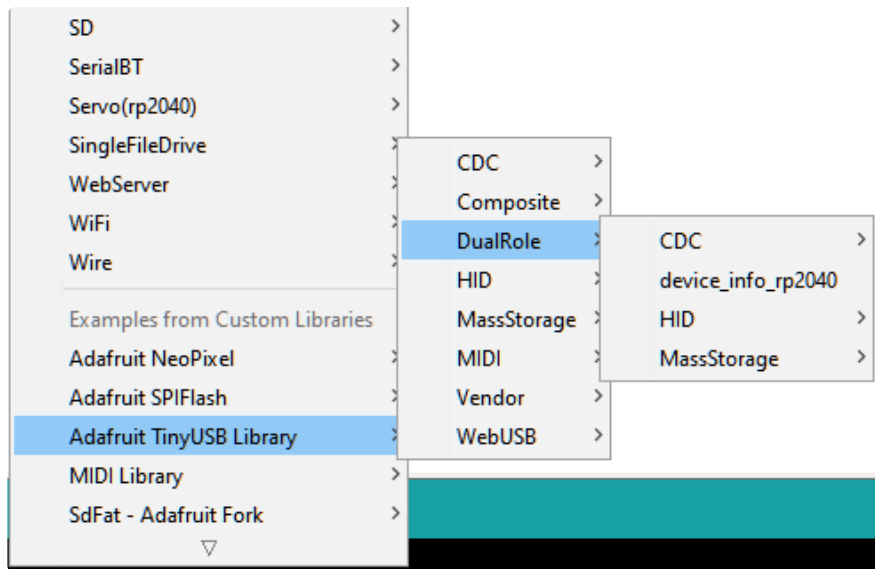 SD
SerialBT
Servo(rp2040)
SingleFileDrive
WebServer
WiFi
Wire
Examples from Custom Libraries
Adafruit NeoPixel
Adafruit SPIFlash
Adafruit TinyUSB Library
MIDI Library
SdFat - Adafruit Fork
CDC
Composite
DualRole
HID
MassStorage
MIDI
Vendor
WebUSB
CDC
device_info_rp2040
HID
MassStorage